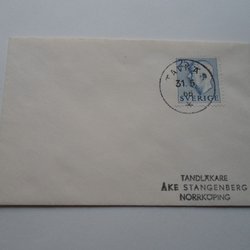 31.5
SVERIGE
TANDLÄKARE
ÅKE STANGENBERG
NORRKÖPING